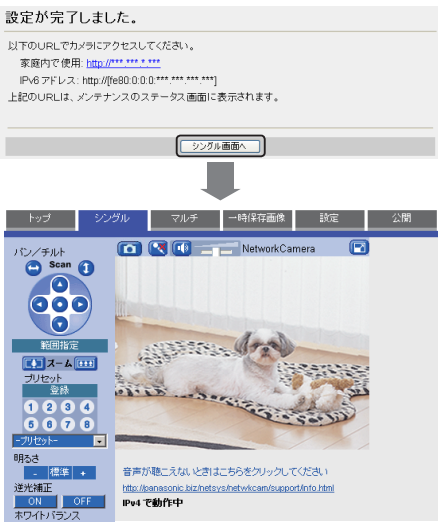 設定が完了しました。
以下のURLでカメラにアクセスしてください。
家庭内で使用: http://***.***.*.***
IPv6 アドレス: http://[fe80:0:0:0:***:***:***:***]
上記のURLは、メンテナンスのステータス画面に表示されます。
シングル画面へ
トップ シングル マルチ 一時保存画像 設定 公開
パン/チルト
NetworkCamera
Scan
範囲指定
ズーム
プリセット
登録
1 2 3 4
5 6 7 8
-プリセット-
明るさ
- 標準 +
逆光補正
ON OFF
ホワイトバランス
音声が聴こえないときはこちらをクリックしてください
http://panasonic.biz/netsys/netwkcam/support/info.html
IPv4 で動作中